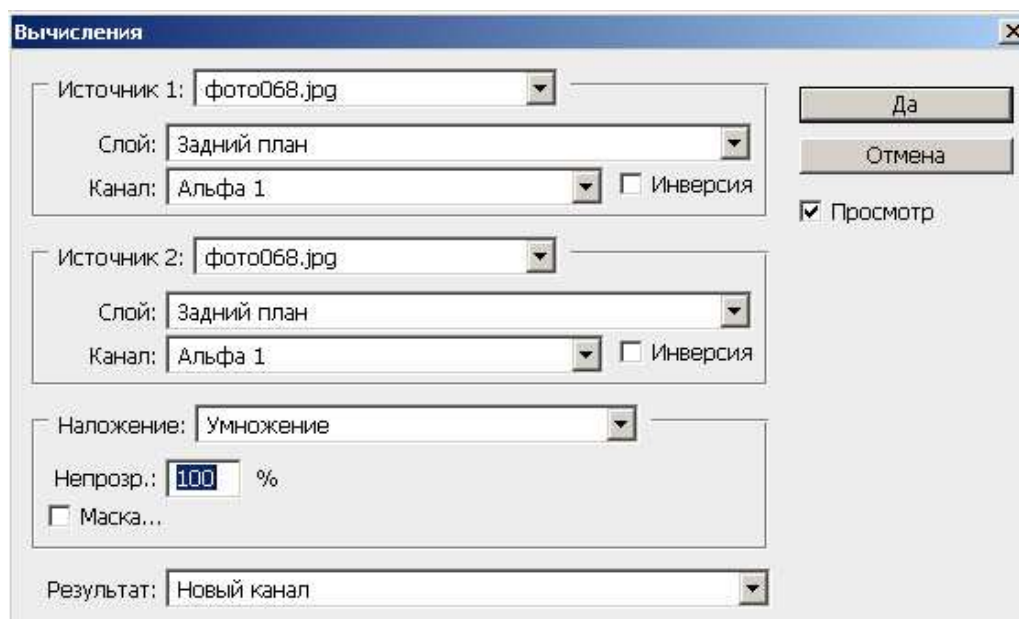 Вычисления
Источник 1: фото068.jpg
Слой: Задний план
Канал: Альфа 1 Инверсия
Да
Отмена
Просмотр
Источник 2: фото068.jpg
Слой: Задний план
Канал: Альфа 1 Инверсия
Наложение: Умножение
Непрозр.: 100 %
Маска...
Результат: Новый канал